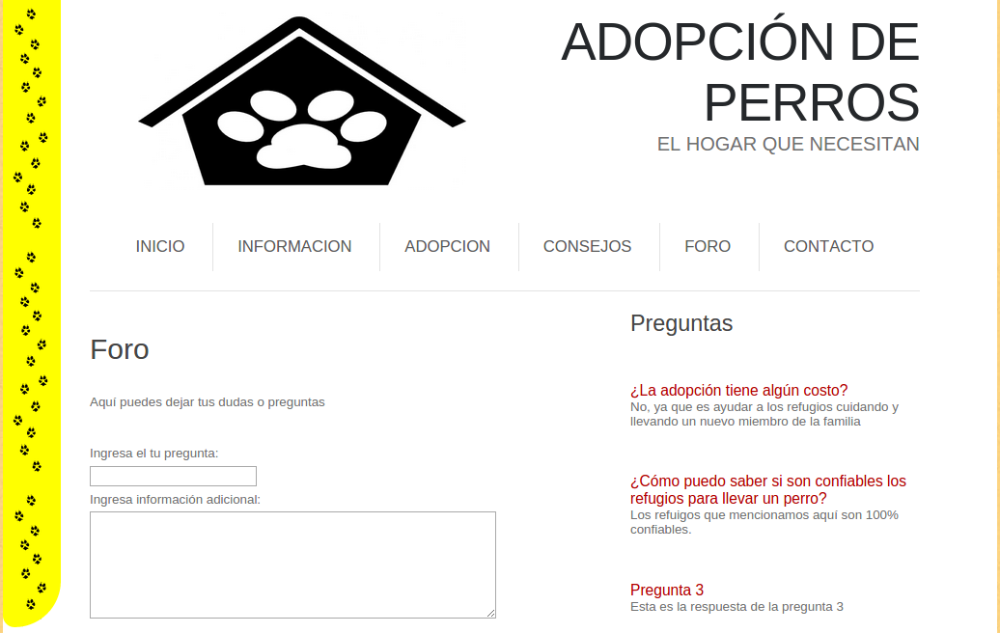 ADOPCIÓN DE
PERROS
EL HOGAR QUE NECESITAN
INICIO
INFORMACION
ADOPCION
CONSEJOS
FORO
CONTACTO
Foro
Aquí puedes dejar tus dudas o preguntas
Ingresa el tu pregunta:
Ingresa información adicional:
Preguntas
¿La adopción tiene algún costo?
No, ya que es ayudar a los refugios cuidando y
llevando un nuevo miembro de la familia
¿Cómo puedo saber si son confiables los
refugios para llevar un perro?
Los refuigos que mencionamos aquí son 100%
confiables.
Pregunta 3
Esta es la respuesta de la pregunta 3